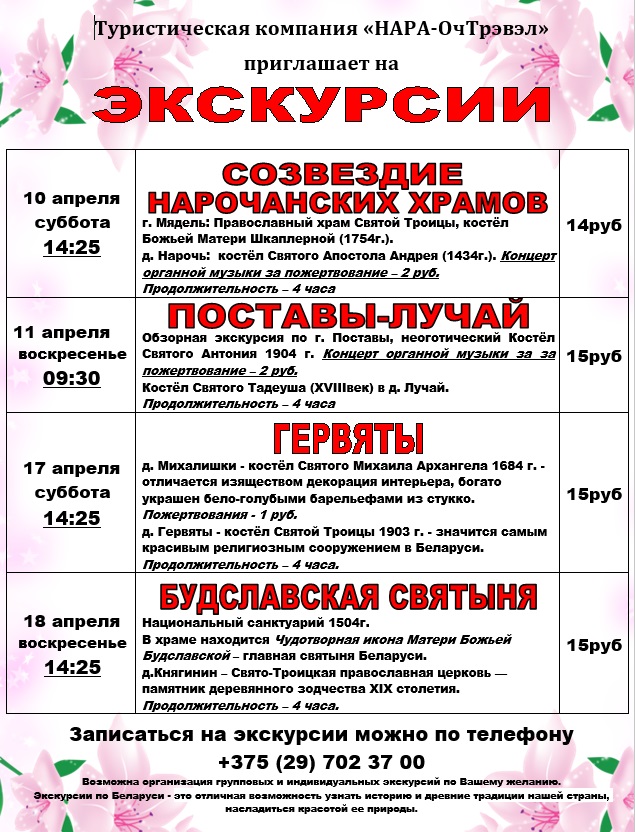 Туристическая компания «НАРА-ОчТрэвэл»
приглашает на
ЭКСКУРСИИ
10 апреля
суббота
14:25
СОЗВЕЗДИЕ
НАРОЧАНСКИХ ХРАМОВ
г. Мядель: Православный храм Святой Троицы, костёл
Божьей Матери Шкаплерной (1754г.).
д. Нарочь: костёл Святого Апостола Андрея (1434г.). Концерт
органной музыки за пожертвование – 2 руб.
Продолжительность – 4 часа
14руб
11 апреля
воскресенье
09:30
ПОСТАВЫ-ЛУЧАЙ
Обзорная экскурсия по г. Поставы, неоготический Костёл
Святого Антония 1904 г. Концерт органной музыки за за
пожертвование – 2 руб.
Костёл Святого Тадеуша (XVIIIвек) в д. Лучай.
Продолжительность – 4 часа
15руб
17 апреля
суббота
14:25
ГЕРВЯТЫ
д. Михалишки - костёл Святого Михаила Архангела 1684 г. -
отличается изяществом декорация интерьера, богато
украшен бело-голубыми барельефами из стукко.
Пожертвования - 1 руб.
д. Гервяты - костёл Святой Троицы 1903 г. - значится самым
красивым религиозным сооружением в Беларуси.
Продолжительность – 4 часа.
15руб
18 апреля
воскресенье
14:25
БУДСЛАВСКАЯ СВЯТЫНЯ
Национальный санктуарий 1504г.
В храме находится Чудотворная икона Матери Божьей
Будславской – главная святыня Беларуси.
д.Княгинин – Свято-Троицкая православная церковь —
памятник деревянного зодчества XIX столетия.
Продолжительность – 4 часа.
15руб
Записаться на экскурсии можно по телефону
+375 (29) 702 37 00
Возможна организация групповых и индивидуальных экскурсий по Вашему желанию.
Экскурсии по Беларуси - это отличная возможность узнать историю и древние традиции нашей страны,
насладиться красотой ее природы.